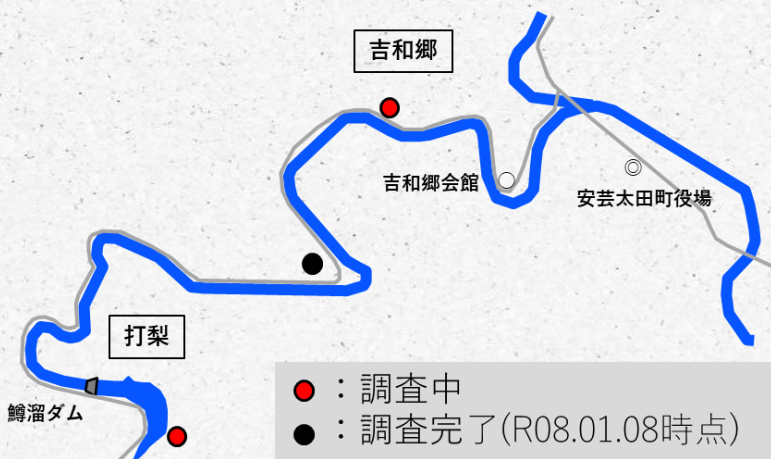 吉和郷
吉和郷会館
安芸太田町役場
打梨
鱒溜ダム
：調査中
：調査完了(R08.01.08時点)